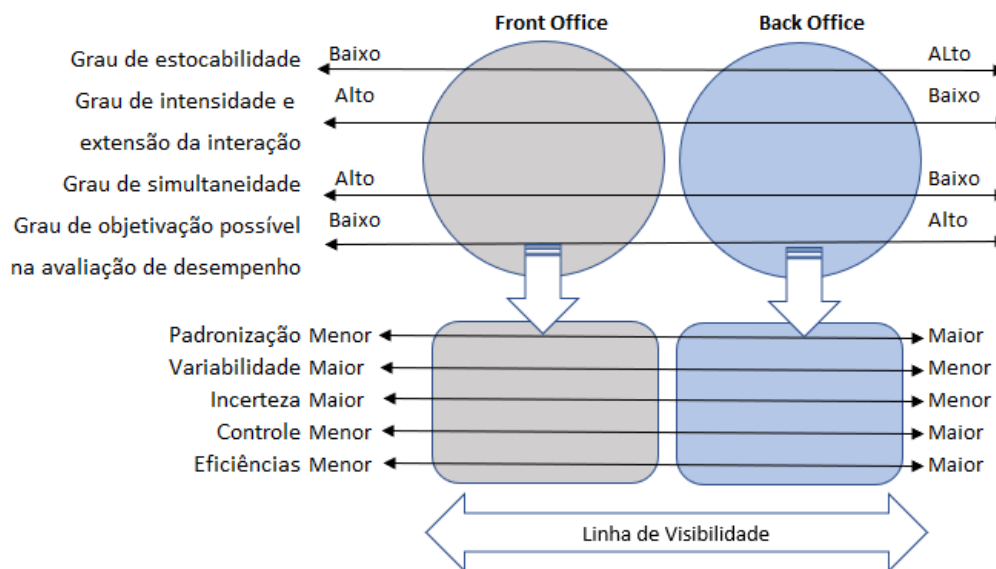 Front Office Back Office
Grau de estocabilidade Baixo ALto
Grau de intensidade e Alto Baixo
extensão da interação
Grau de simultaneidade Alto Baixo
Grau de objetivação possível Baixo Alto
na avaliação de desempenho
Padronização Menor Maior
Variabilidade Maior Menor
Incerteza Maior Menor
Controle Menor Maior
Eficiências Menor Maior
Linha de Visibilidade